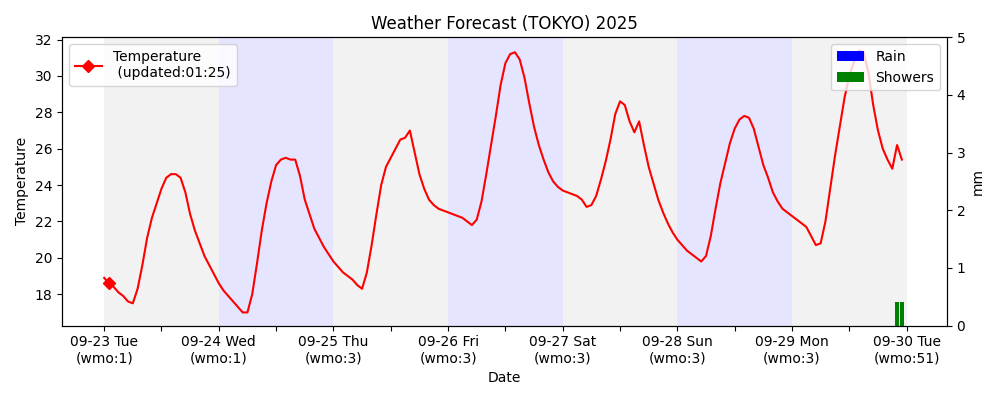 Weather Forecast (TOKYO) 2025
Temperature
(updated:01:25)
Rain
Showers
Temperature
32
30
28
26
24
22
20
18
5
4
3
2
1
0
mm
09-23 Tue
(wmo:1)
09-24 Wed
(wmo:1)
09-25 Thu
(wmo:3)
09-26 Fri
(wmo:3)
09-27 Sat
(wmo:3)
09-28 Sun
(wmo:3)
09-29 Mon
(wmo:3)
09-30 Tue
(wmo:51)
Date